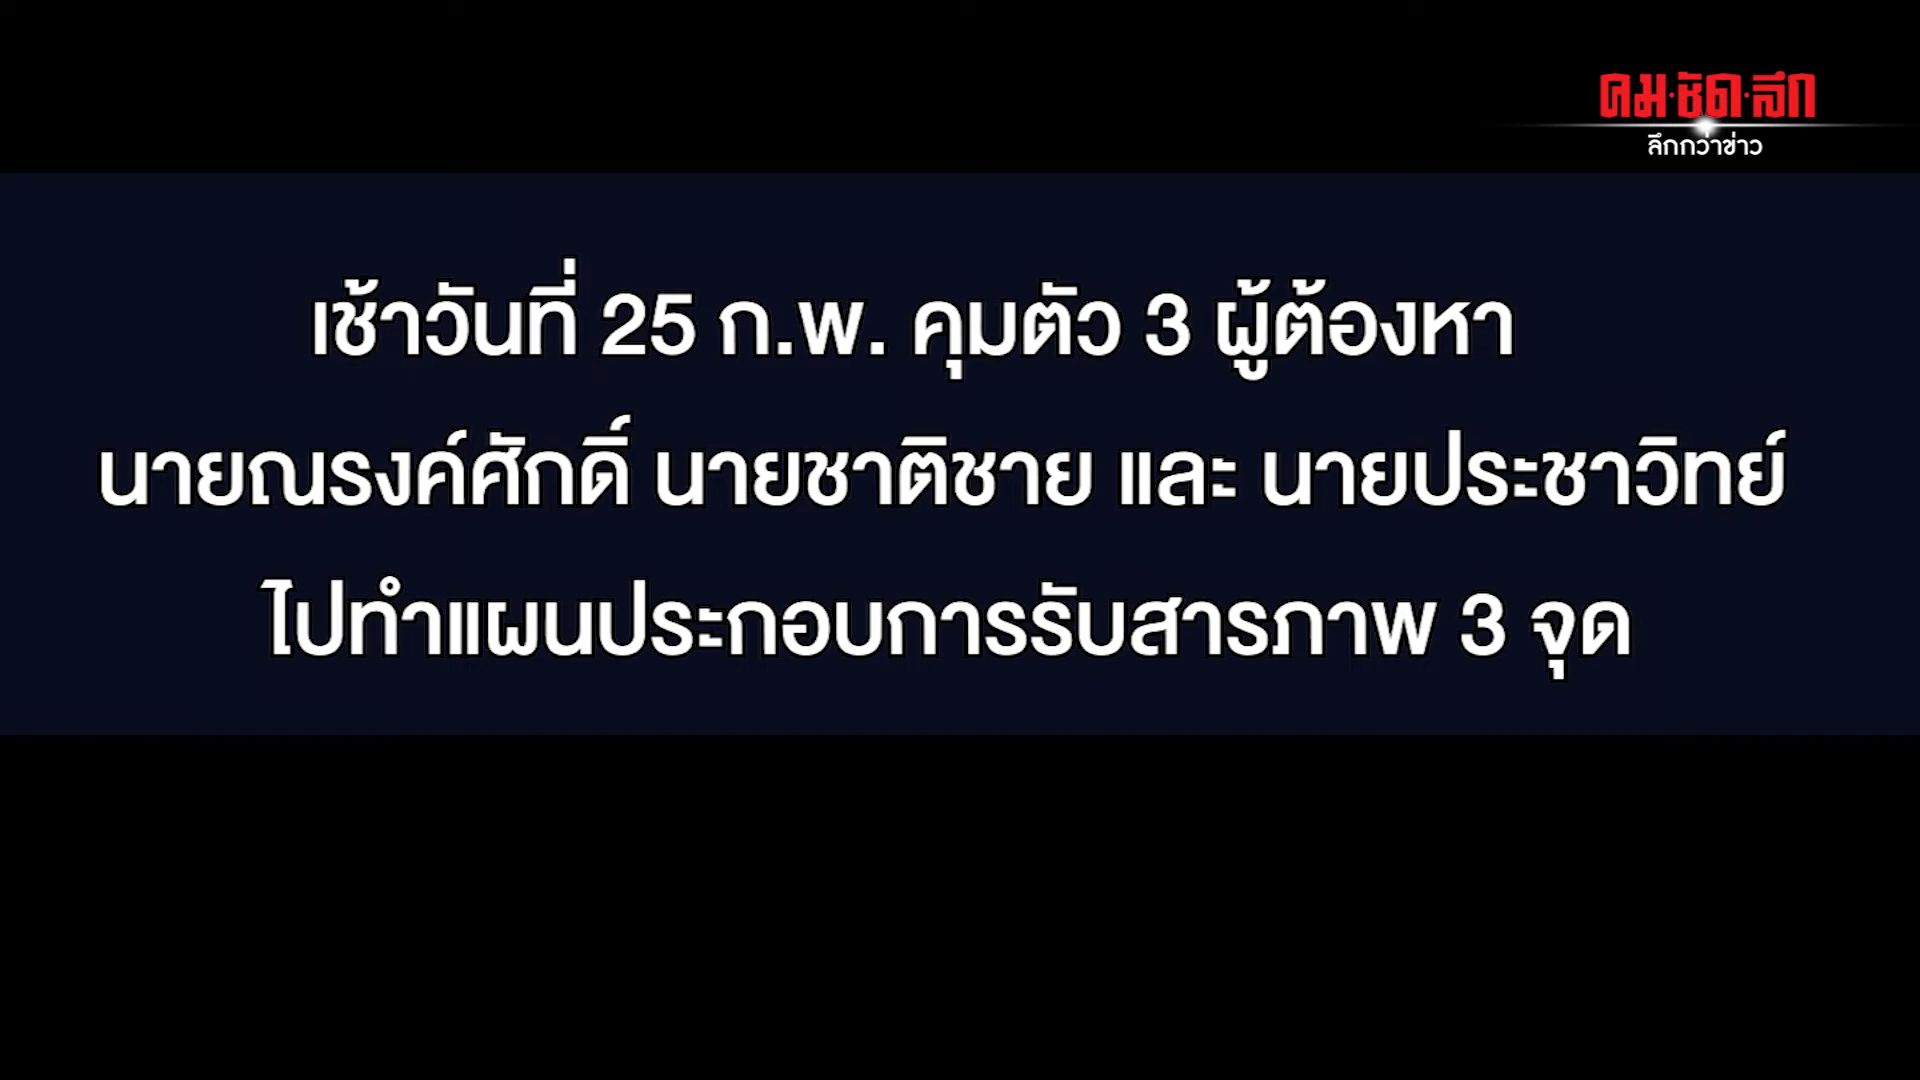 คม·ชัด·ลึก
ลึกกว่าข่าว
เช้าวันที่ 25 ก.พ. คุมตัว 3 ผู้ต้องหา
นายณรงค์ศักดิ์ นายชาติชาย และ นายประชาวิทย์
ไปทำแผนประกอบการรับสารภาพ 3 จุด